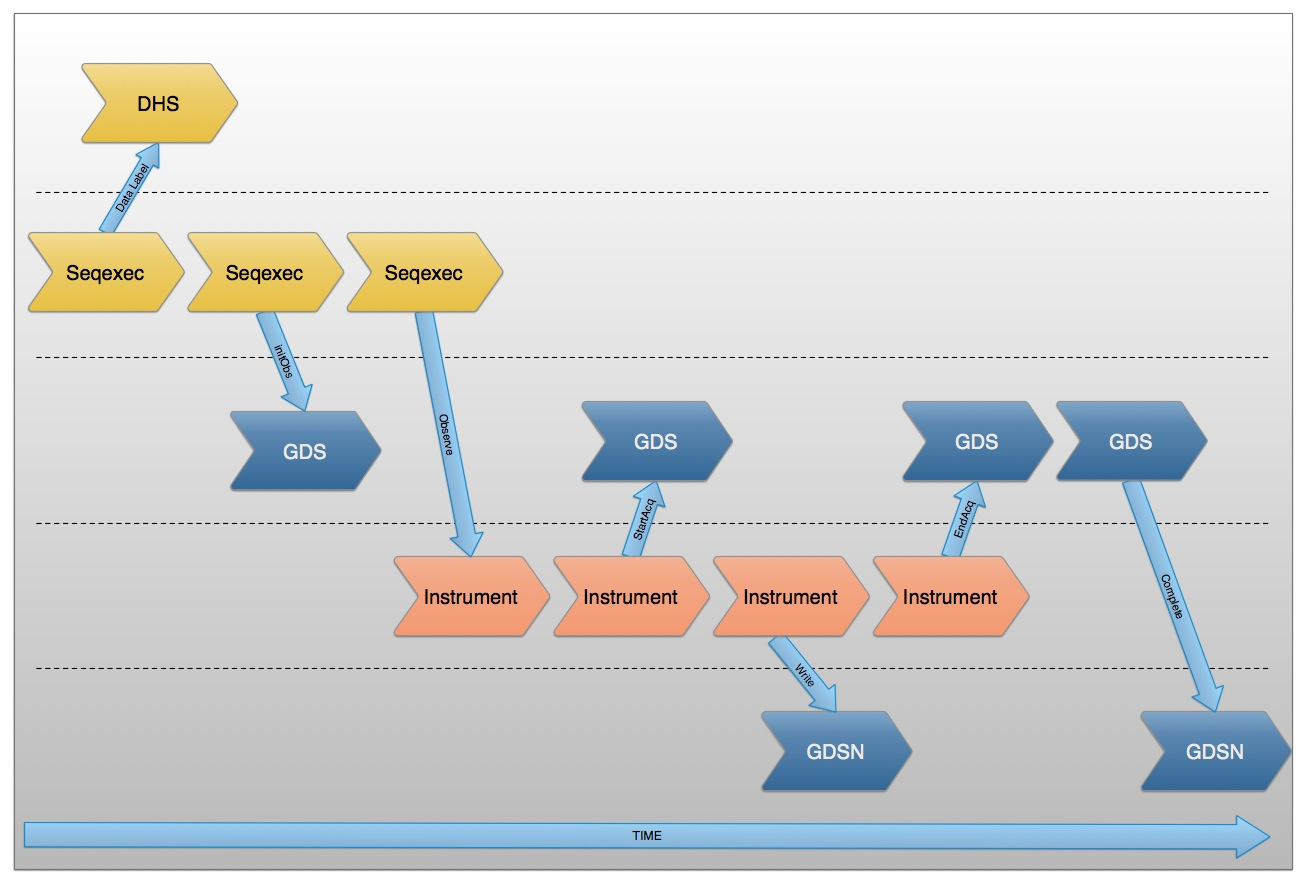 DHS
Data Label
Seqexec
Seqexec
Seqexec
initObs
Observe
GDS
GDS
GDS
GDS
StartAcq
EndAcq
Complete
Instrument
Instrument
Instrument
Instrument
Write
GDSN
GDSN
TIME